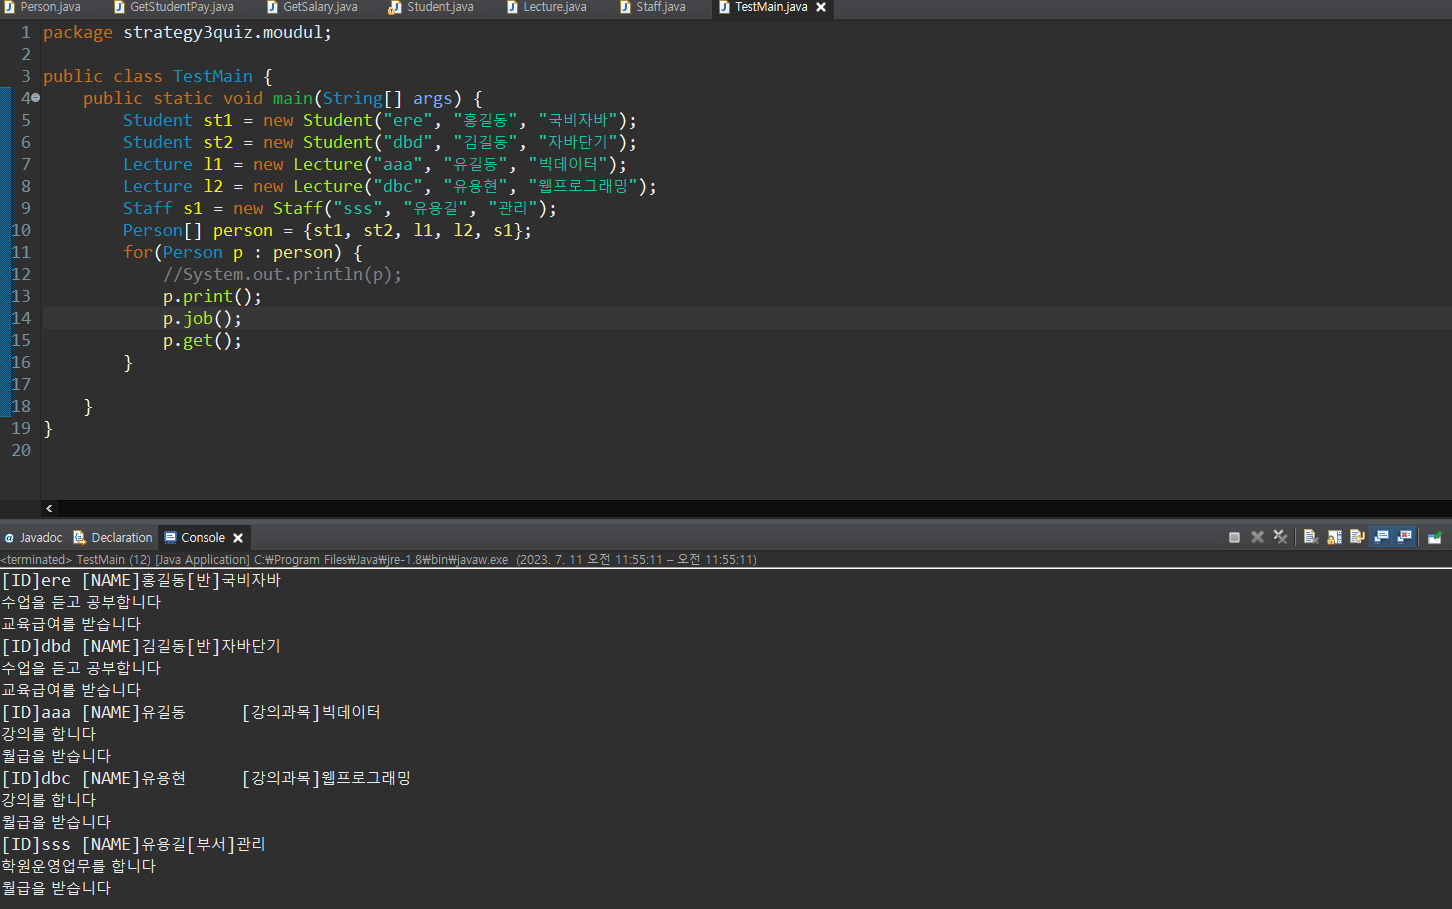 Person.java GetStudentPay.java GetSalary.java Student.java Lecture.java Staff.java TestMain.java
1 package strategy3quiz.moudul;
2
3 public class TestMain {
4 public static void main(String[] args) {
5 Student st1 = new Student("ere", "홍길동", "국비자바");
6 Student st2 = new Student("dbd", "김길동", "자바단기");
7 Lecture l1 = new Lecture("aaa", "유길동", "빅데이터");
8 Lecture l2 = new Lecture("dbc", "유용현", "웹프로그래밍");
9 Staff s1 = new Staff("sss", "유용길", "관리");
10 Person[] person = {st1, st2, l1, l2, s1};
11 for(Person p : person) {
12 //System.out.println(p);
13 p.print();
14 p.job();
15 p.get();
16 }
17
18 }
19 }
20
Javadoc Declaration Console
<terminated> TestMain (12) [Java Application] C:₩Program Files₩Java₩jre-1.8₩bin₩javaw.exe (2023. 7. 11 오전 11:55:11 – 오전 11:55:11)
[ID]ere [NAME]홍길동[반]국비자바
수업을 듣고 공부합니다
교육급여를 받습니다
[ID]dbd [NAME]김길동[반]자바단기
수업을 듣고 공부합니다
교육급여를 받습니다
[ID]aaa [NAME]유길동 [강의과목]빅데이터
강의를 합니다
월급을 받습니다
[ID]dbc [NAME]유용현 [강의과목]웹프로그래밍
강의를 합니다
월급을 받습니다
[ID]sss [NAME]유용길[부서]관리
학원운영업무를 합니다
월급을 받습니다